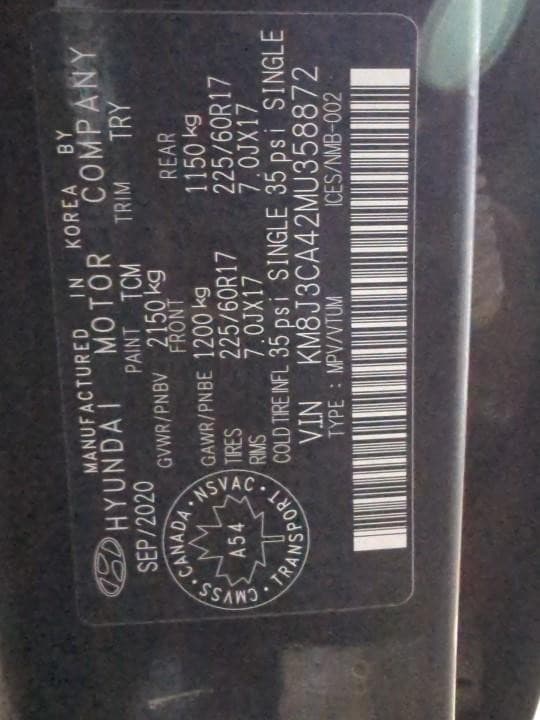 MANUFACTURED IN KOREA BY
HYUNDAI MOTOR COMPANY
SEP/2020 PAINT TCM TRIM TRY
GVWR/PNBV 2150 kg
FRONT REAR
GAWR/PNBE 1200 kg 1150 kg
TIRES 225/60R17 225/60R17
RIMS 7.0JX17 7.0JX17
COLD TIRE INFL 35 psi SINGLE 35 psi SINGLE
VIN KM8J3CA42MU358872
TYPE : MPV/VTUM ICES/NMB-002
CANADA · NSVAC · TRANSPORT · CMVSS
A54